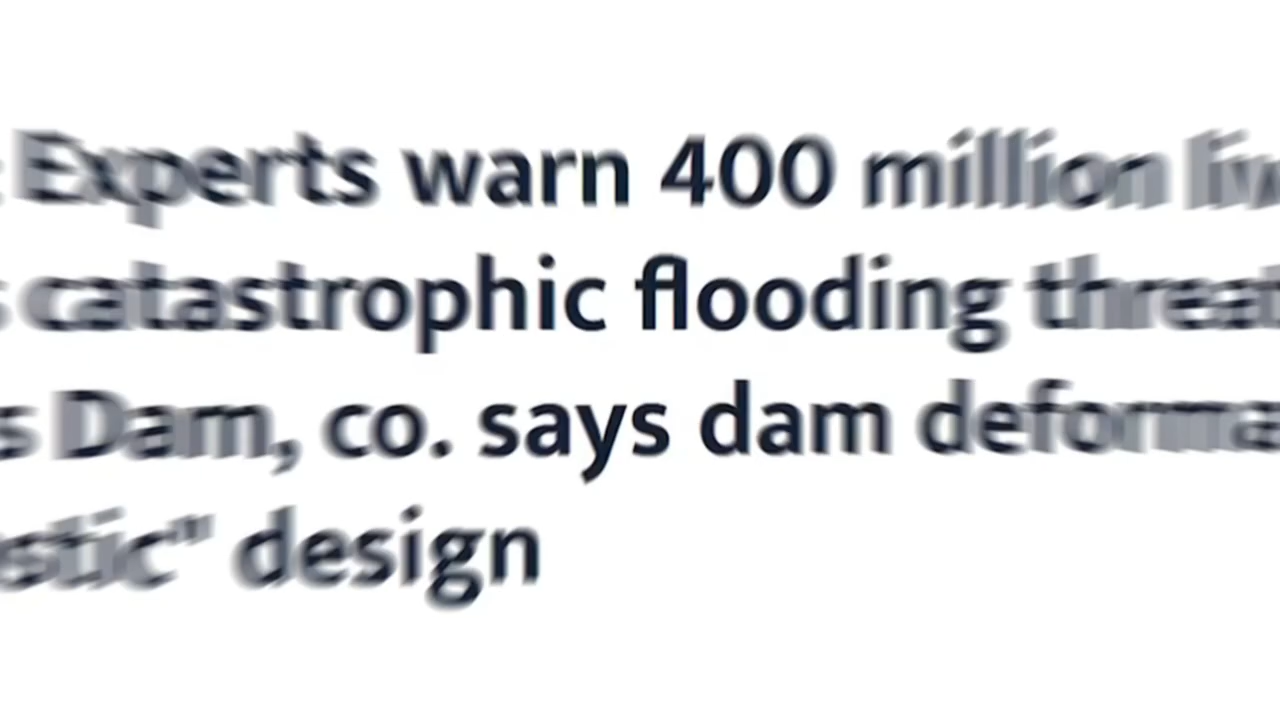 Experts warn 400 million
catastrophic flooding
Dam, co. says dam
design